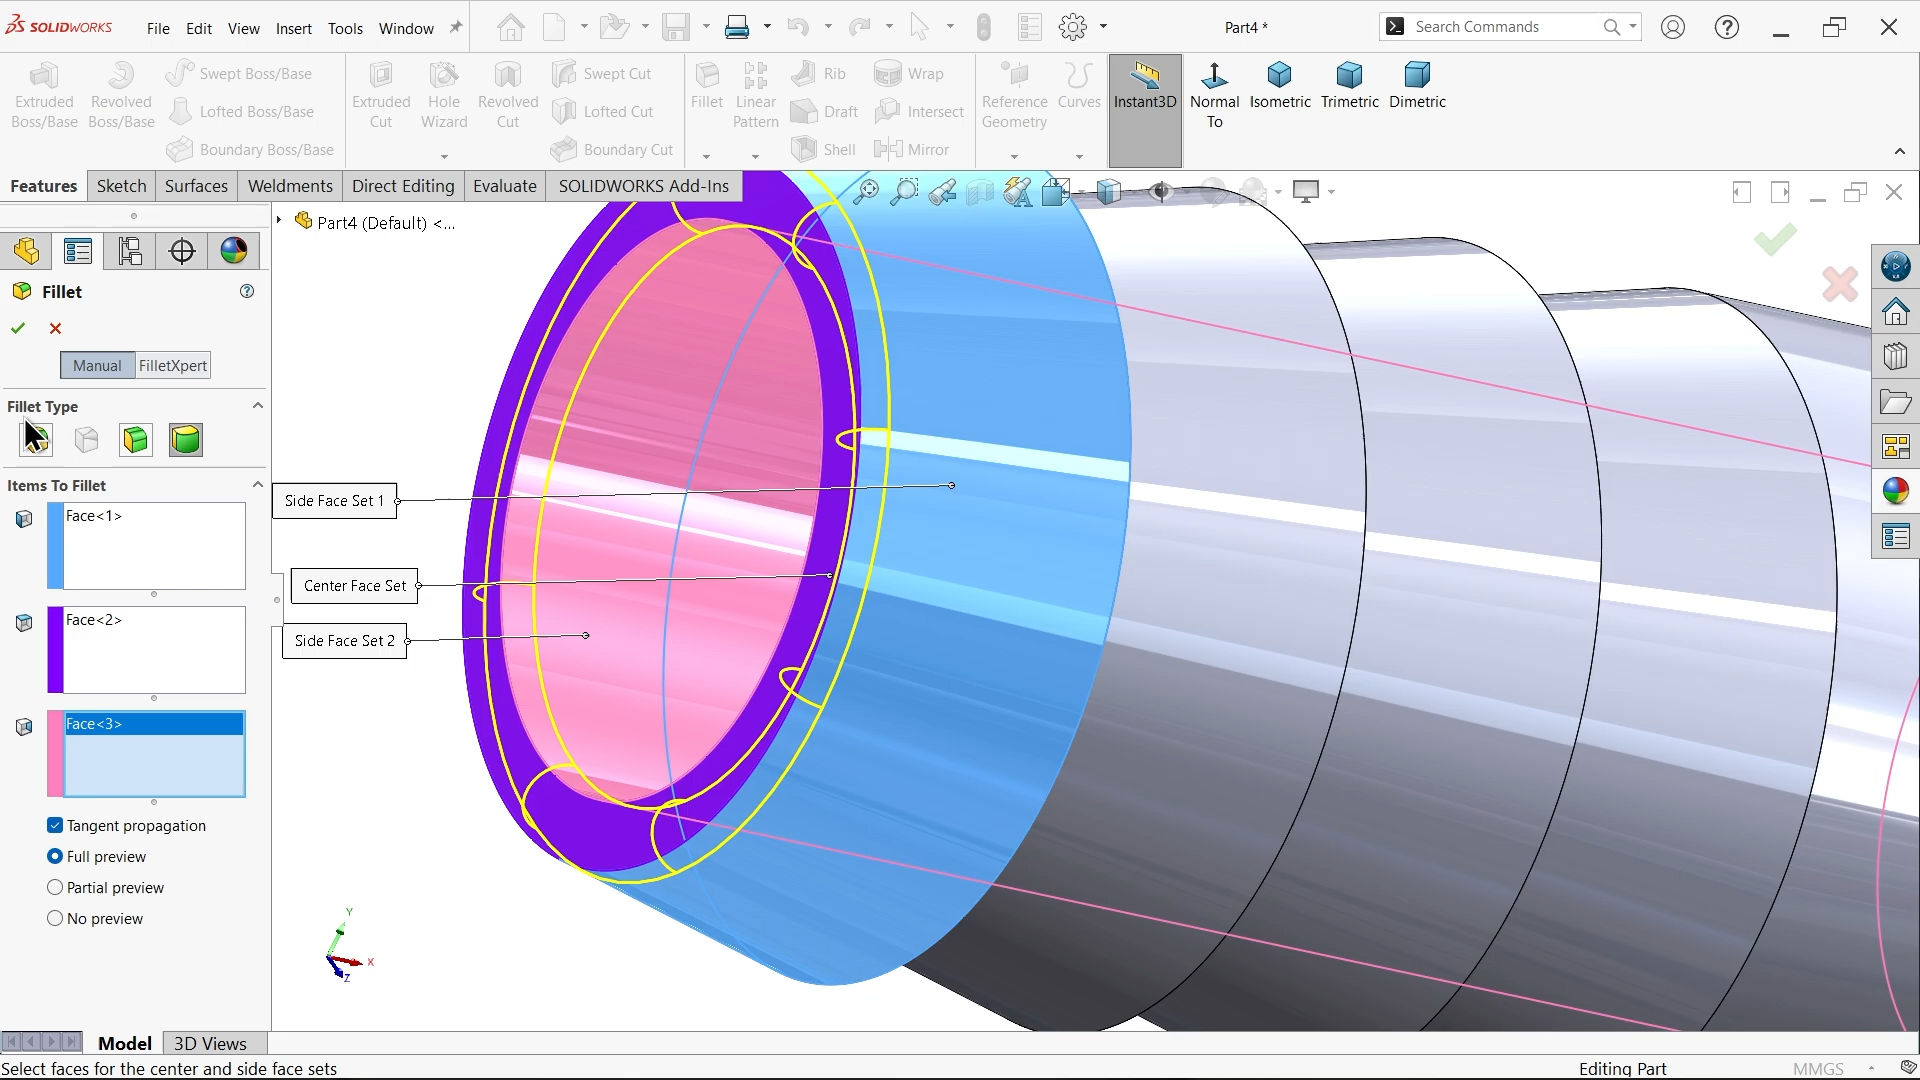 SOLIDWORKS
File Edit View Insert Tools Window
Part4 *
Search Commands
Extruded Boss/Base
Revolved Boss/Base
Swept Boss/Base
Lofted Boss/Base
Boundary Boss/Base
Extruded Cut
Hole Wizard
Revolved Cut
Swept Cut
Lofted Cut
Boundary Cut
Fillet
Linear Pattern
Rib
Draft
Shell
Wrap
Intersect
Mirror
Reference Geometry
Curves
Instant3D
Normal To
Isometric
Trimetric
Dimetric
Features Sketch Surfaces Weldments Direct Editing Evaluate SOLIDWORKS Add-Ins
Part4 (Default) <...
Fillet
Manual FilletXpert
Fillet Type
Items To Fillet
Face<1>
Face<2>
Face<3>
Tangent propagation
Full preview
Partial preview
No preview
Side Face Set 1
Center Face Set
Side Face Set 2
Y
X
Z
Model 3D Views
Select faces for the center and side face sets
Editing Part
MMGS